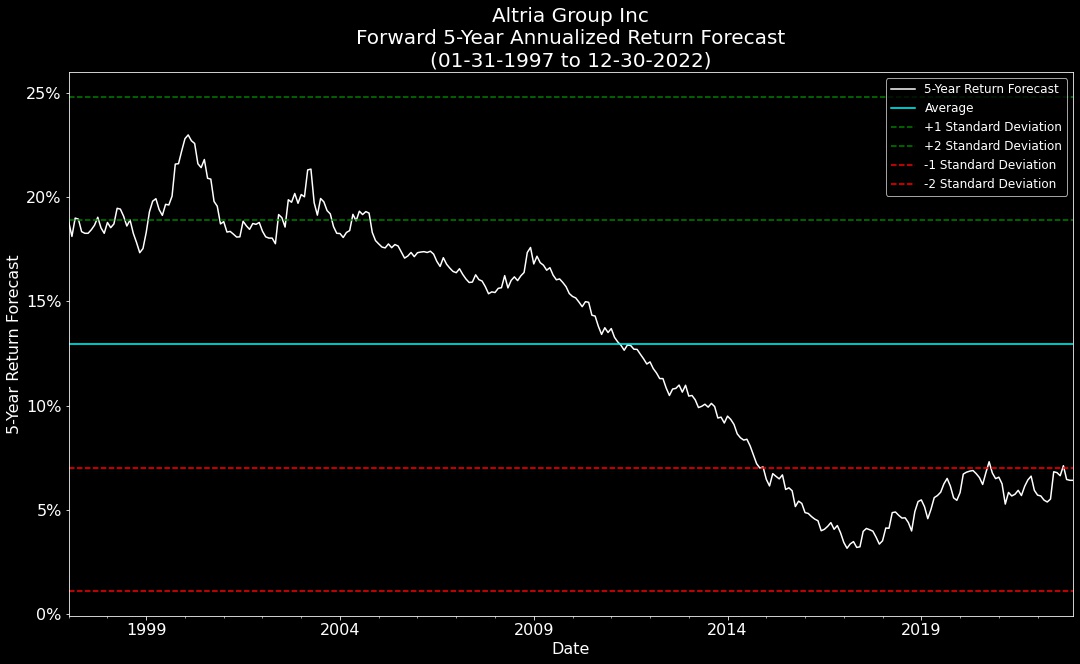 Altria Group Inc
Forward 5-Year Annualized Return Forecast
(01-31-1997 to 12-30-2022)
5-Year Return Forecast
Average
+1 Standard Deviation
+2 Standard Deviation
-1 Standard Deviation
-2 Standard Deviation
5-Year Return Forecast
25%
20%
15%
10%
5%
0%
1999
2004
2009
2014
2019
Date